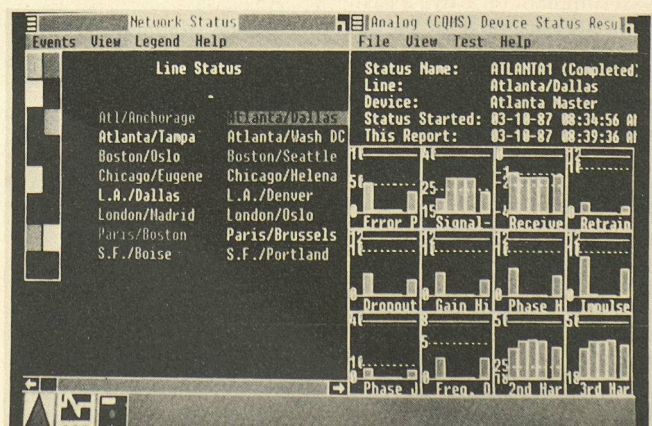 Network Status
Events View Legend Help
Line Status
Atl/Anchorage Atlanta/Dallas
Atlanta/Tampa Atlanta/Wash DC
Boston/Oslo Boston/Seattle
Chicago/Eugene Chicago/Helena
L.A./Dallas L.A./Denver
London/Madrid London/Oslo
Paris/Boston Paris/Brussels
S.F./Boise S.F./Portland
Analog (CQMS) Device Status Resu
File View Test Help
Status Name: ATLANTA1 (Completed)
Line: Atlanta/Dallas
Device: Atlanta Master
Status Started: 03-10-87 08:34:56 A
This Report: 03-10-87 08:39:36 A
Error P Signal- Receive Retrain
Dropout Gain Hi Phase H Impulse
Phase J Freq. O 2nd Har 3rd Har